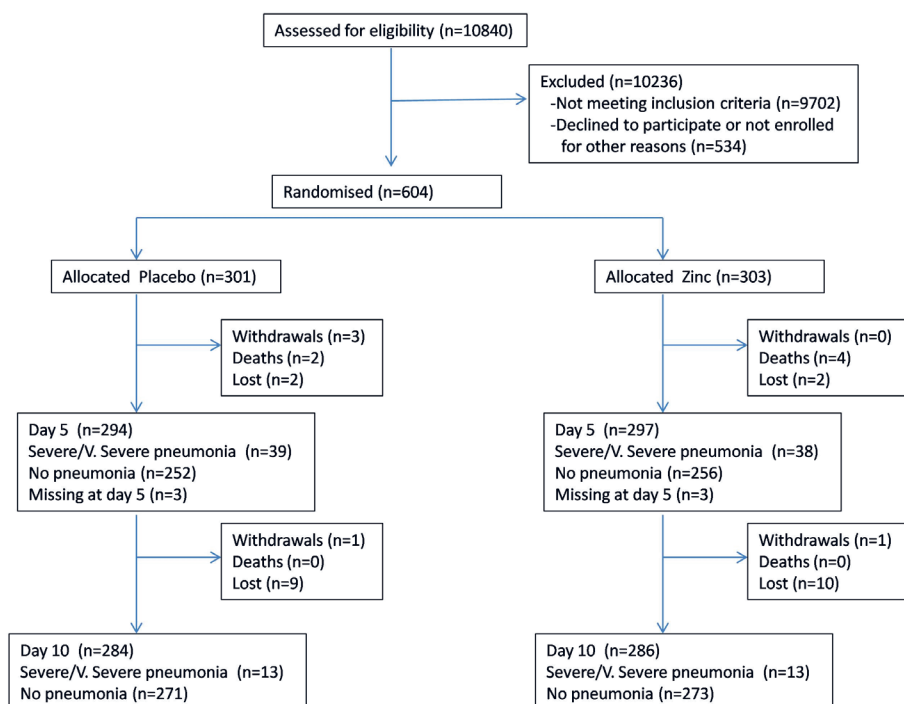 Assessed for eligibility (n=10840)
Excluded (n=10236)
-Not meeting inclusion criteria (n=9702)
-Declined to participate or not enrolled
for other reasons (n=534)
Randomised (n=604)
Allocated Placebo (n=301)
Allocated Zinc (n=303)
Withdrawals (n=3)
Deaths (n=2)
Lost (n=2)
Withdrawals (n=0)
Deaths (n=4)
Lost (n=2)
Day 5 (n=294)
Severe/V. Severe pneumonia (n=39)
No pneumonia (n=252)
Missing at day 5 (n=3)
Day 5 (n=297)
Severe/V. Severe pneumonia (n=38)
No pneumonia (n=256)
Missing at day 5 (n=3)
Withdrawals (n=1)
Deaths (n=0)
Lost (n=9)
Withdrawals (n=1)
Deaths (n=0)
Lost (n=10)
Day 10 (n=284)
Severe/V. Severe pneumonia (n=13)
No pneumonia (n=271)
Day 10 (n=286)
Severe/V. Severe pneumonia (n=13)
No pneumonia (n=273)